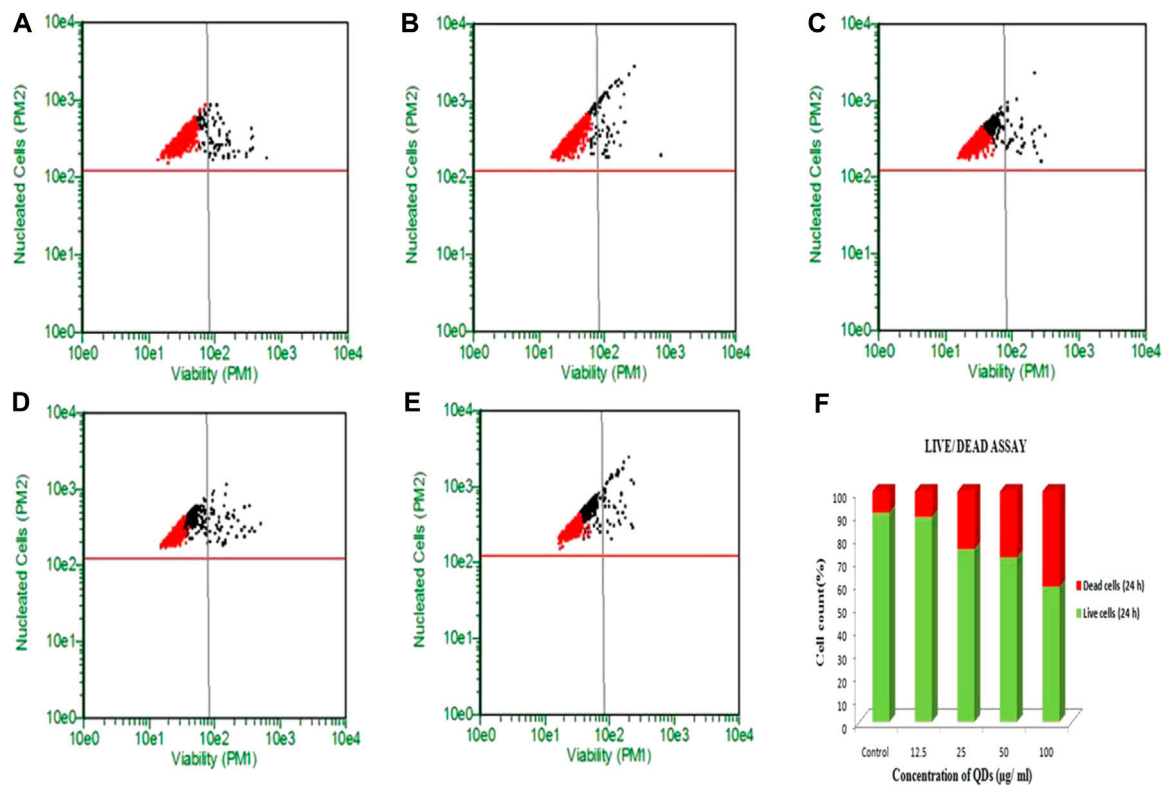 A
10e4
10e3
10e2
10e1
10e0
Nucleated Cells (PM2)
10e0 10e1 10e2 10e3 10e4
Viability (PM1)
B
10e4
10e3
10e2
10e1
10e0
Nucleated Cells (PM2)
10e0 10e1 10e2 10e3 10e4
Viability (PM1)
C
10e4
10e3
10e2
10e1
10e0
Nucleated Cells (PM2)
10e0 10e1 10e2 10e3 10e4
Viability (PM1)
D
10e4
10e3
10e2
10e1
10e0
Nucleated Cells (PM2)
10e0 10e1 10e2 10e3 10e4
Viability (PM1)
E
10e4
10e3
10e2
10e1
10e0
Nucleated Cells (PM2)
10e0 10e1 10e2 10e3 10e4
Viability (PM1)
F
LIVE/ DEAD ASSAY
100
90
80
70
60
50
40
30
20
10
0
Cell count(%)
Dead cells (24 h)
Live cells (24 h)
Control 12.5 25 50 100
Concentration of QDs (µg/ ml)